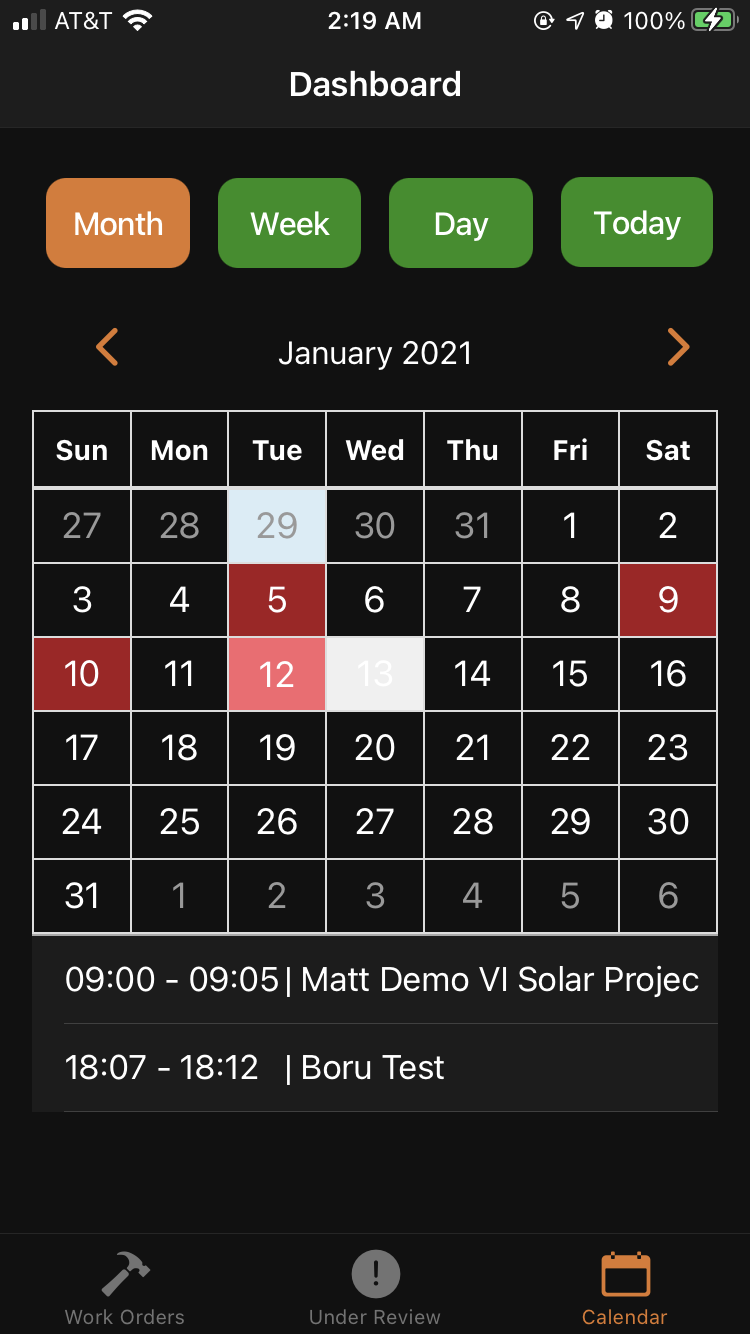 AT&T 2:19 AM 100%
Dashboard
Month Week Day Today
January 2021
Sun Mon Tue Wed Thu Fri Sat
27 28 29 30 31 1 2
3 4 5 6 7 8 9
10 11 12 13 14 15 16
17 18 19 20 21 22 23
24 25 26 27 28 29 30
31 1 2 3 4 5 6
09:00 - 09:05 | Matt Demo VI Solar Projec
18:07 - 18:12 | Boru Test
Work Orders Under Review Calendar